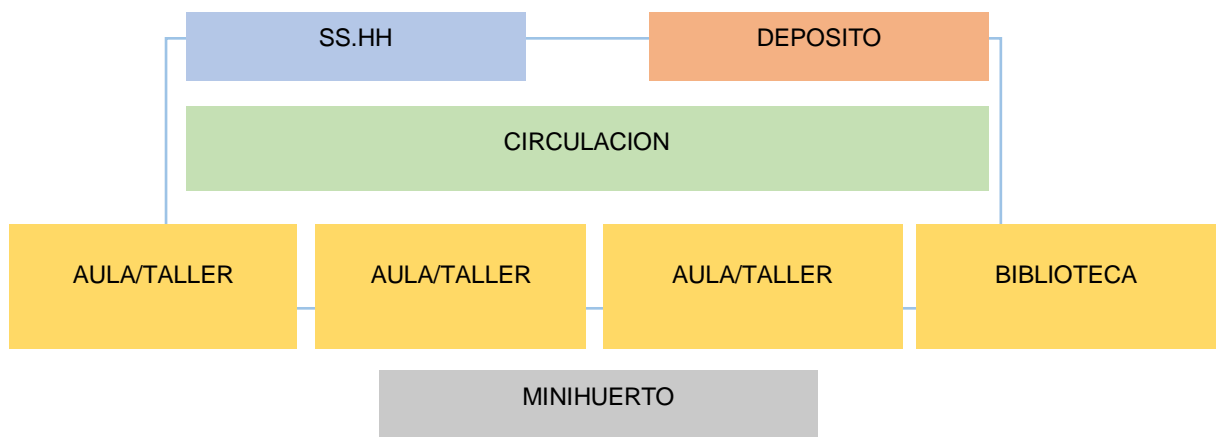 SS.HH
DEPOSITO
CIRCULACION
AULA/TALLER
AULA/TALLER
AULA/TALLER
BIBLIOTECA
MINIHUERTO